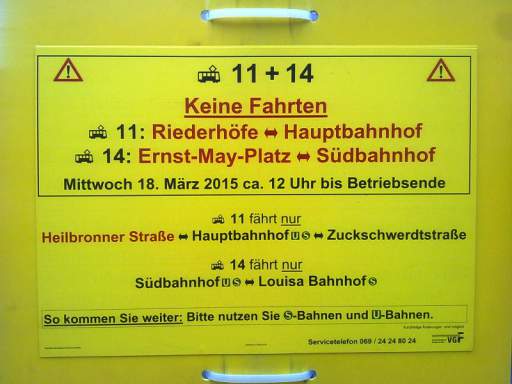 11 + 14
Keine Fahrten
11: Riederhöfe ⬌ Hauptbahnhof
14: Ernst-May-Platz ⬌ Südbahnhof
Mittwoch 18. März 2015 ca. 12 Uhr bis Betriebsende
11 fährt nur
Heilbronner Straße ⬌ Hauptbahnhof U S ⬌ Zuckschwerdtstraße
14 fährt nur
Südbahnhof U S ⬌ Louisa Bahnhof S
So kommen Sie weiter: Bitte nutzen Sie S-Bahnen und U-Bahnen.
Servicetelefon 069 / 24 24 80 24
VGF